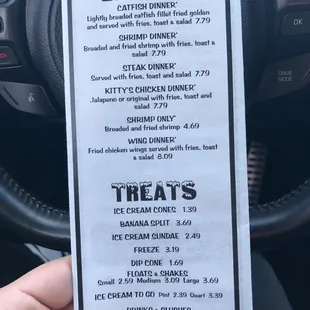 CATFISH DINNER*
Lightly breaded catfish fillet fried golden
and served with fries, toast & salad 7.79
SHRIMP DINNER*
Breaded and fried shrimp with fries, toast &
salad 7.79
STEAK DINNER*
Served with fries, toast and salad 7.79
KITTY'S CHICKEN DINNER*
Jalapeno or original with fries, toast and
salad 7.79
SHRIMP ONLY*
Breaded and fried shrimp 4.69
WING DINNER*
Fried chicken wings served with fries, toast
& salad 8.09
TREATS
ICE CREAM CONES 1.39
BANANA SPLIT 3.69
ICE CREAM SUNDAE 2.49
FREEZE 3.19
DIP CONE 1.69
FLOATS & SHAKES
Small 2.59 Medium 3.09 Large 3.69
ICE CREAM TO GO Pint 2.39 Quart 3.39
OK
DRIVE
MODE